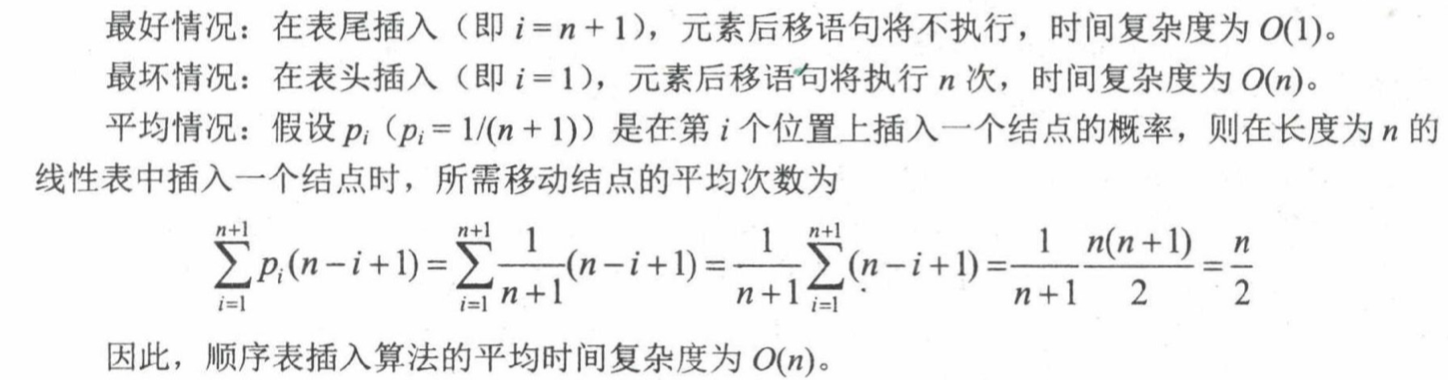 最好情况：在表尾插入（即 i = n + 1），元素后移语句将不执行，时间复杂度为 O(1)。
最坏情况：在表头插入（即 i = 1），元素后移语句将执行 n 次，时间复杂度为 O(n)。
平均情况：假设 pᵢ（pᵢ = 1/(n + 1)）是在第 i 个位置上插入一个结点的概率，则在长度为 n 的
线性表中插入一个结点时，所需移动结点的平均次数为
\sum_{i=1}^{n+1} p_i(n-i+1) = \sum_{i=1}^{n+1} \frac{1}{n+1}(n-i+1) = \frac{1}{n+1} \sum_{i=1}^{n+1} (n-i+1) = \frac{1}{n+1} \frac{n(n+1)}{2} = \frac{n}{2}
因此，顺序表插入算法的平均时间复杂度为 O(n)。